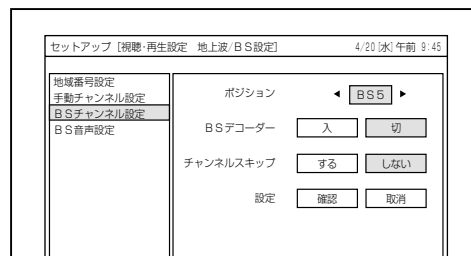 セットアップ [視聴･再生設定 地上波/BS設定] 4/20[水]午前 9:45
地域番号設定
手動チャンネル設定
BSチャンネル設定
BS音声設定
ポジション ◀ BS5 ▶
BSデコーダー 入 切
チャンネルスキップ する しない
設定 確認 取消